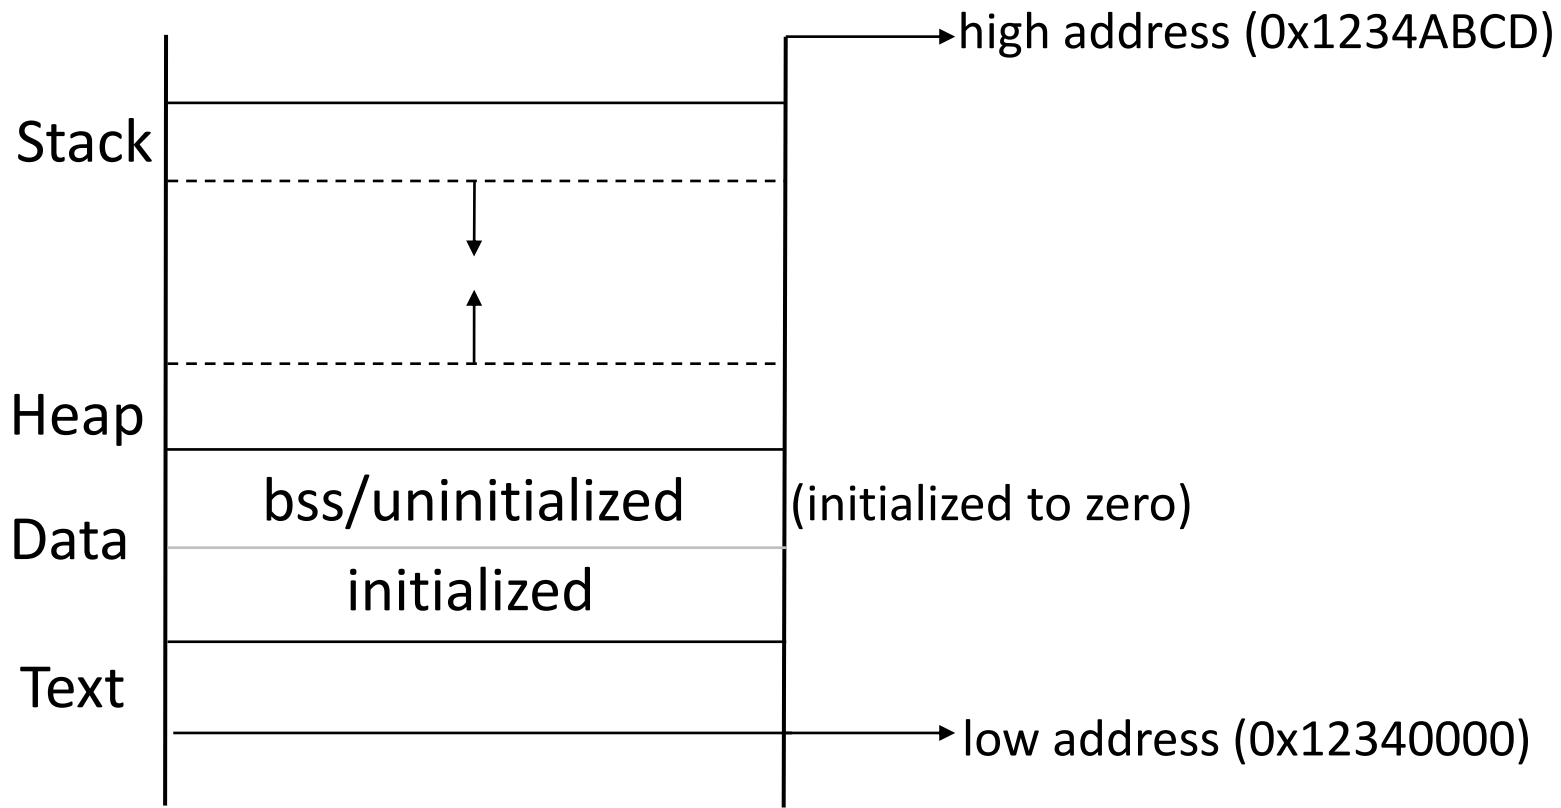 high address (0x1234ABCD)
Stack
Heap
bss/uninitialized
(initialized to zero)
Data
initialized
Text
low address (0x12340000)